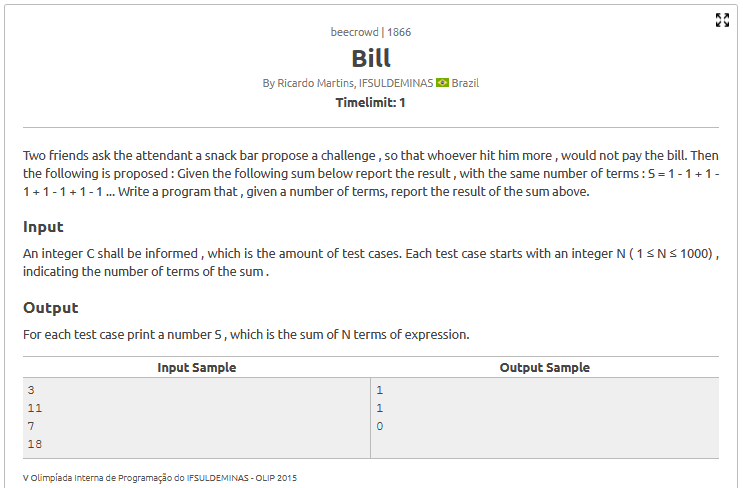 beecrowd | 1866
Bill
By Ricardo Martins, IFSULDEMINAS Brazil
Timelimit: 1
Two friends ask the attendant a snack bar propose a challenge , so that whoever hit him more , would not pay the bill. Then
the following is proposed : Given the following sum below report the result , with the same number of terms : S = 1 - 1 + 1 -
1 + 1 - 1 + 1 - 1 ... Write a program that , given a number of terms, report the result of the sum above.
Input
An integer C shall be informed , which is the amount of test cases. Each test case starts with an integer N ( 1 ≤ N ≤ 1000) ,
indicating the number of terms of the sum .
Output
For each test case print a number S , which is the sum of N terms of expression.
Input Sample Output Sample
3 1
11 1
7 0
18
V Olimpíada Interna de Programação do IFSULDEMINAS - OLIP 2015